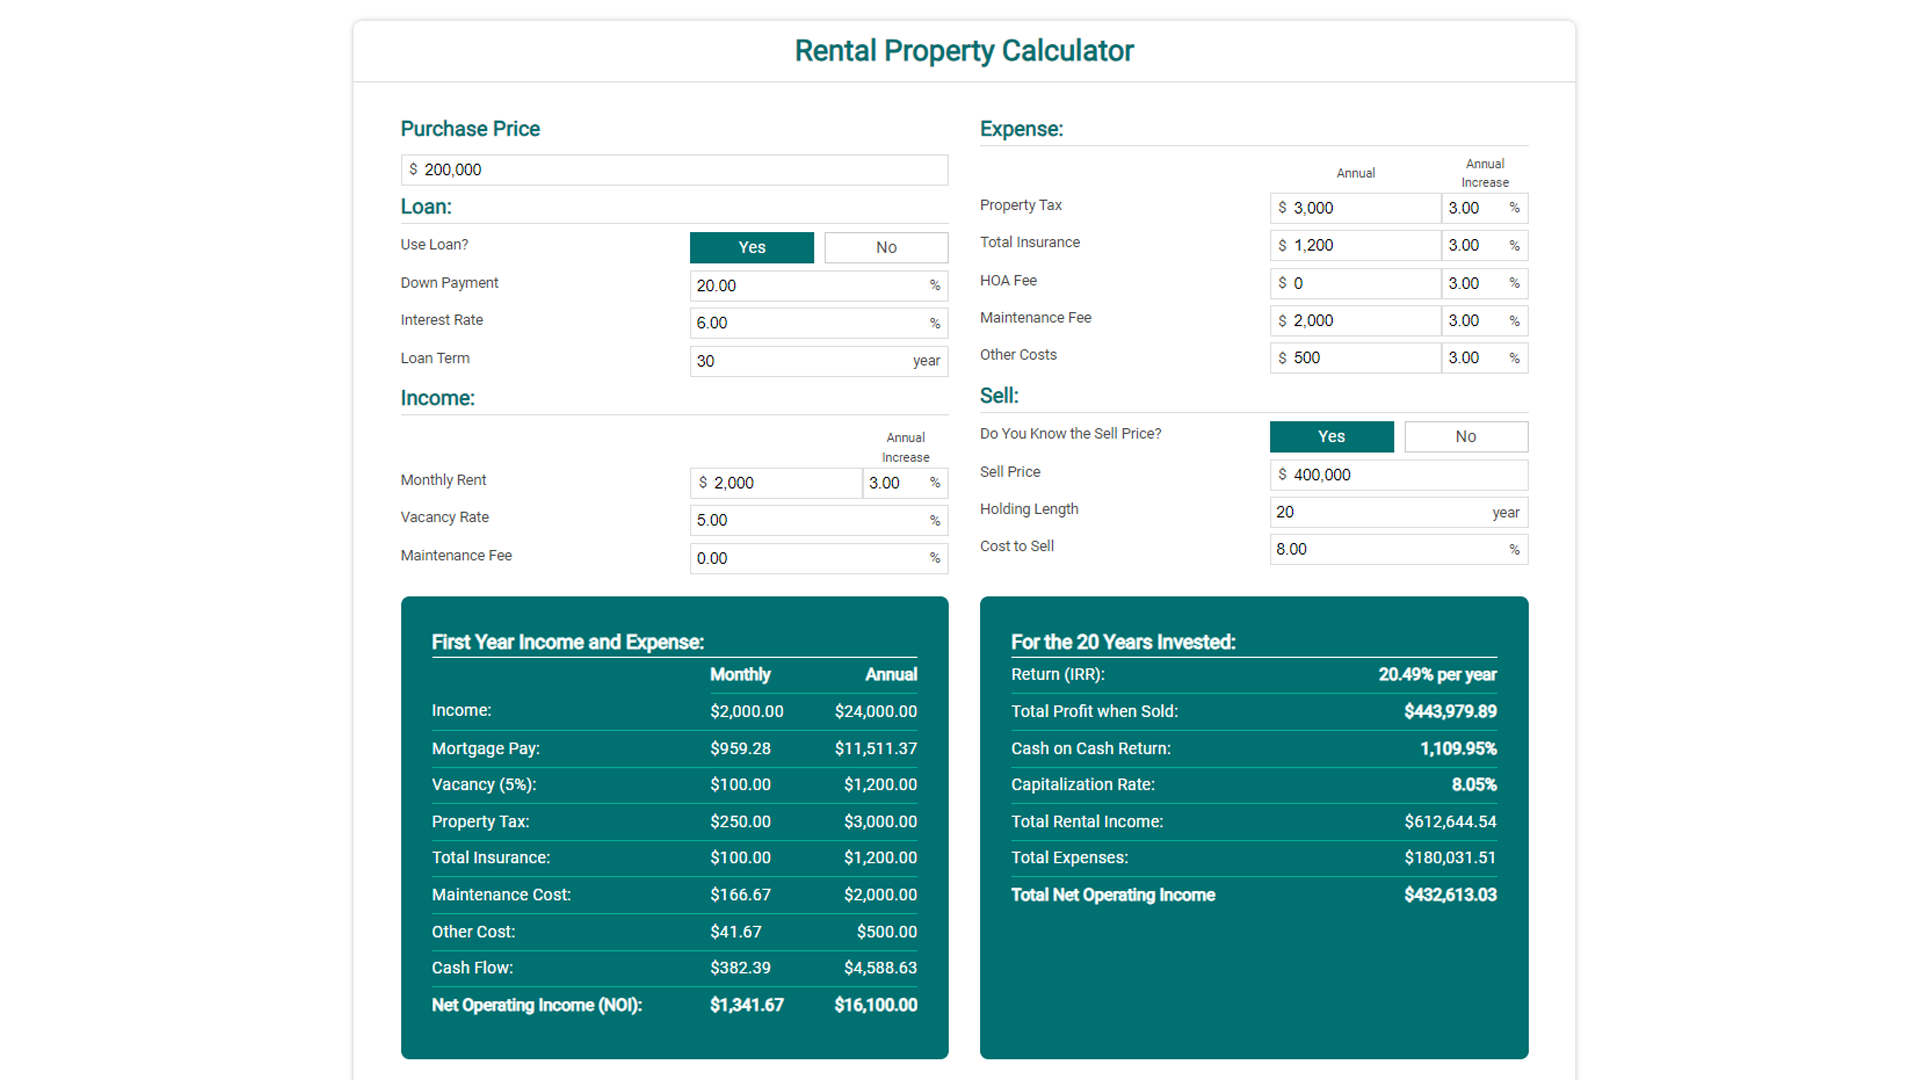 Rental Property Calculator
Purchase Price
$ 200,000
Loan:
Use Loan? Yes No
Down Payment 20.00 %
Interest Rate 6.00 %
Loan Term 30 year
Income:
Annual
Increase
Monthly Rent $ 2,000 3.00 %
Vacancy Rate 5.00 %
Maintenance Fee 0.00 %
Expense:
Annual Annual
Increase
Property Tax $ 3,000 3.00 %
Total Insurance $ 1,200 3.00 %
HOA Fee $ 0 3.00 %
Maintenance Fee $ 2,000 3.00 %
Other Costs $ 500 3.00 %
Sell:
Do You Know the Sell Price? Yes No
Sell Price $ 400,000
Holding Length 20 year
Cost to Sell 8.00 %
First Year Income and Expense:
Monthly Annual
Income: $2,000.00 $24,000.00
Mortgage Pay: $959.28 $11,511.37
Vacancy (5%): $100.00 $1,200.00
Property Tax: $250.00 $3,000.00
Total Insurance: $100.00 $1,200.00
Maintenance Cost: $166.67 $2,000.00
Other Cost: $41.67 $500.00
Cash Flow: $382.39 $4,588.63
Net Operating Income (NOI): $1,341.67 $16,100.00
For the 20 Years Invested:
Return (IRR): 20.49% per year
Total Profit when Sold: $443,979.89
Cash on Cash Return: 1,109.95%
Capitalization Rate: 8.05%
Total Rental Income: $612,644.54
Total Expenses: $180,031.51
Total Net Operating Income $432,613.03